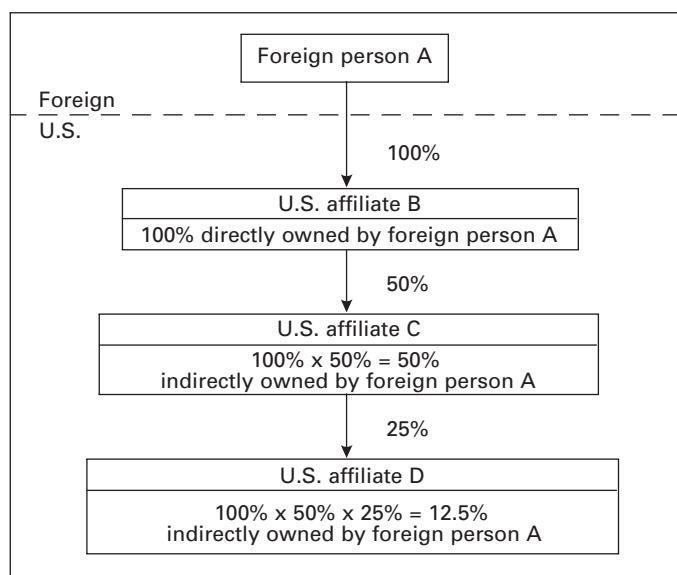 Foreign person A
Foreign
U.S.
100%
U.S. affiliate B
100% directly owned by foreign person A
50%
U.S. affiliate C
100% x 50% = 50%
indirectly owned by foreign person A
25%
U.S. affiliate D
100% x 50% x 25% = 12.5%
indirectly owned by foreign person A